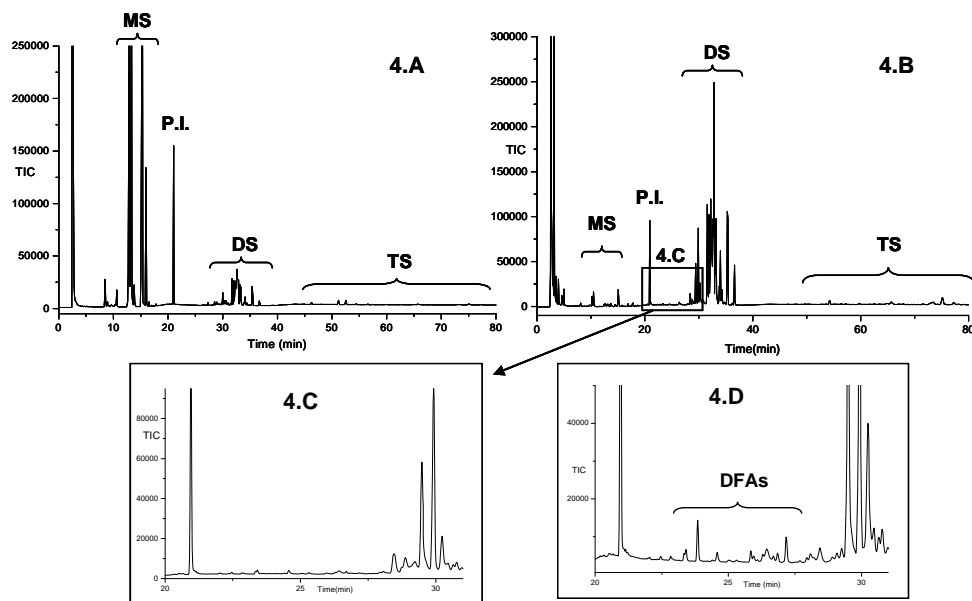 MS
4.A
P.I.
DS
TS
TIC
250000
200000
150000
100000
50000
0
0 10 20 30 40 50 60 70 80
Time (min)
DS
4.B
P.I.
MS
4.C
TS
TIC
300000
250000
200000
150000
100000
50000
0
0 20 40 60 80
Time(min)
4.C
TIC
80000
60000
40000
20000
0
20 25 30
Time(min)
4.D
DFAs
TIC
40000
20000
20 25 30
Time (min)